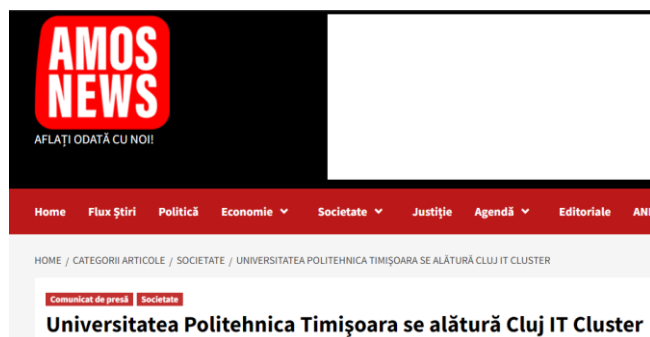 AMOS
NEWS
AFLAȚI ODATĂ CU NOI!
Home Flux Știri Politică Economie Societate Justiție Agendă Editoriale
HOME / CATEGORII ARTICOLE / SOCIETATE / UNIVERSITATEA POLITEHNICA TIMIȘOARA SE ALĂTURĂ CLUJ IT CLUSTER
Comunicat de presă Societate
Universitatea Politehnica Timișoara se alătură Cluj IT Cluster